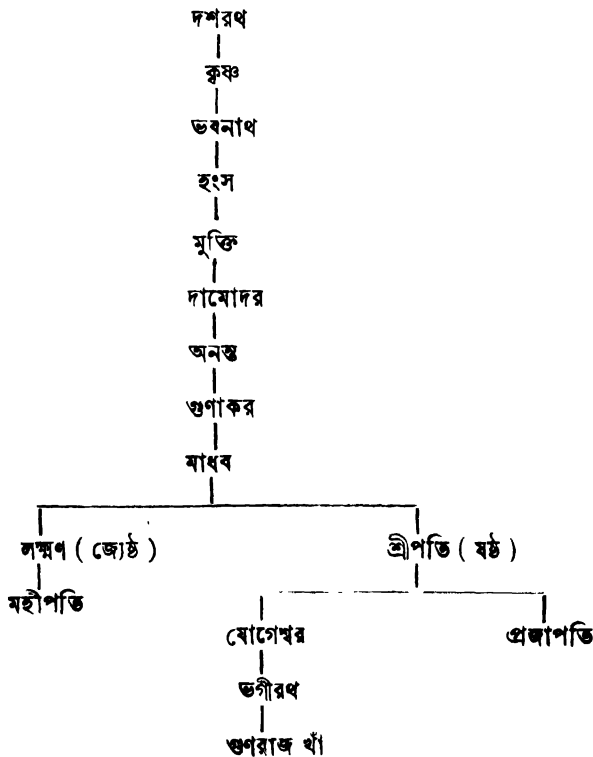 দশরথ
কৃষ্ণ
ভবনাথ
হংস
মুক্তি
দামোদর
অনন্ত
গুণাকর
মাধব
লক্ষ্মণ ( জ্যেষ্ঠ ) শ্রীপতি ( ষষ্ঠ )
মহীপতি
যোগেশ্বর প্রজাপতি
ভগীরথ
গুণরাজ খাঁ